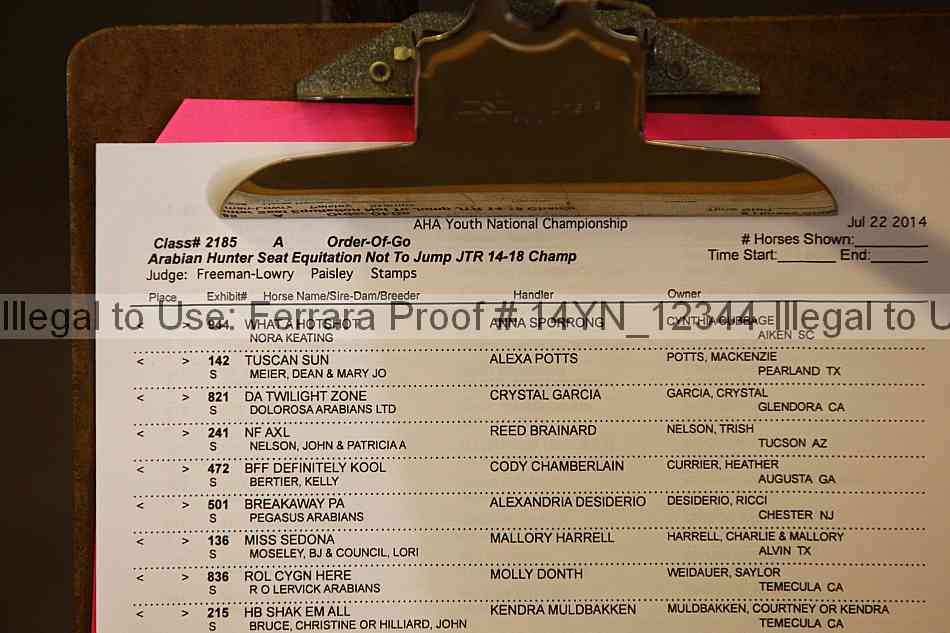 AHA Youth National Championship
Jul 22 2014
Class# 2185 A Order-Of-Go
# Horses Shown:
Arabian Hunter Seat Equitation Not To Jump JTR 14-18 Champ
Time Start: End:
Judge: Freeman-Lowry Paisley Stamps
Place Exhibit# Horse Name/Sire-Dam/Breeder Handler Owner
Illegal to Use: Ferrara Proof # 14YN_12344 Illegal to U
< > 944 WHAT A HOTSHOT ANNA SPORRONG CYNTHIA CUBBAGE
NORA KEATING AIKEN SC
< > 142 TUSCAN SUN ALEXA POTTS POTTS, MACKENZIE
S MEIER, DEAN & MARY JO PEARLAND TX
< > 821 DA TWILIGHT ZONE CRYSTAL GARCIA GARCIA, CRYSTAL
S DOLOROSA ARABIANS LTD GLENDORA CA
< > 241 NF AXL REED BRAINARD NELSON, TRISH
S NELSON, JOHN & PATRICIA A TUCSON AZ
< > 472 BFF DEFINITELY KOOL CODY CHAMBERLAIN CURRIER, HEATHER
S BERTIER, KELLY AUGUSTA GA
< > 501 BREAKAWAY PA ALEXANDRIA DESIDERIO DESIDERIO, RICCI
S PEGASUS ARABIANS CHESTER NJ
< > 136 MISS SEDONA MALLORY HARRELL HARRELL, CHARLIE & MALLORY
S MOSELEY, BJ & COUNCIL, LORI ALVIN TX
< > 836 ROL CYGN HERE MOLLY DONTH WEIDAUER, SAYLOR
S R O LERVICK ARABIANS TEMECULA CA
< > 215 HB SHAK EM ALL KENDRA MULDBAKKEN MULDBAKKEN, COURTNEY OR KENDRA
S BRUCE, CHRISTINE OR HILLIARD, JOHN TEMECULA CA